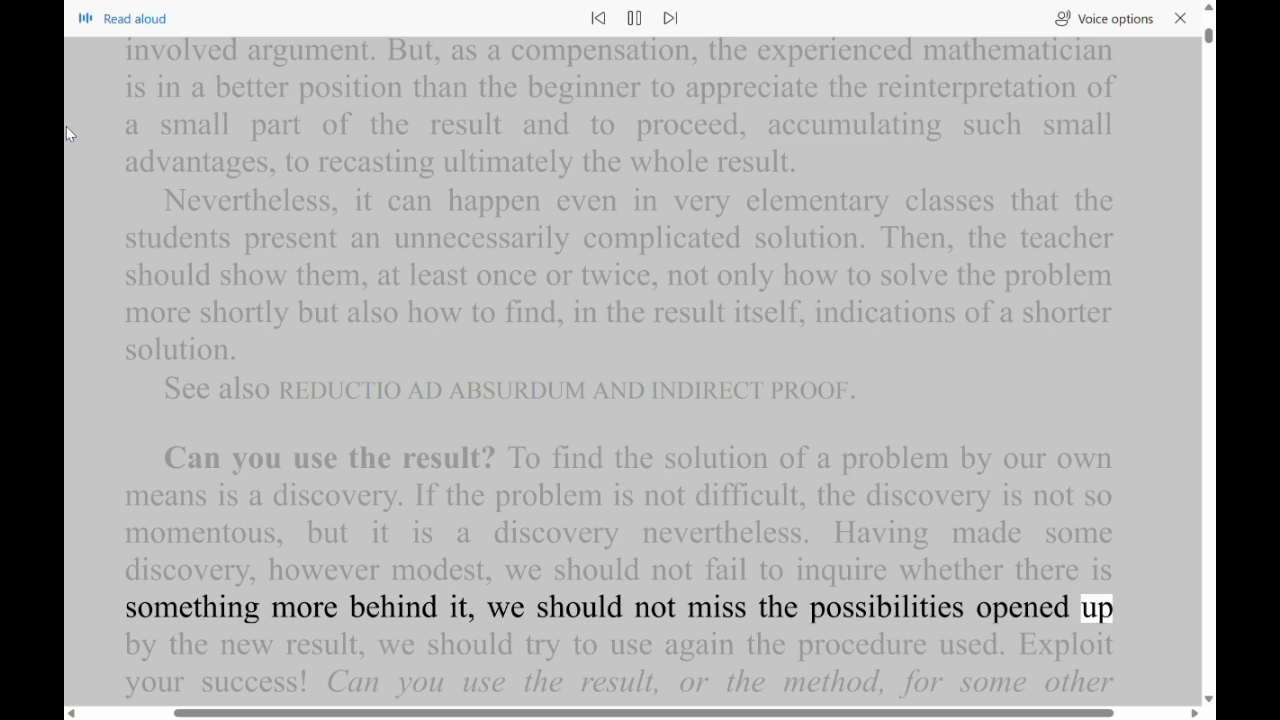 Read aloud
Voice options
involved argument. But, as a compensation, the experienced mathematician
is in a better position than the beginner to appreciate the reinterpretation of
a small part of the result and to proceed, accumulating such small
advantages, to recasting ultimately the whole result.
Nevertheless, it can happen even in very elementary classes that the
students present an unnecessarily complicated solution. Then, the teacher
should show them, at least once or twice, not only how to solve the problem
more shortly but also how to find, in the result itself, indications of a shorter
solution.
See also REDUCTIO AD ABSURDUM AND INDIRECT PROOF.
Can you use the result? To find the solution of a problem by our own
means is a discovery. If the problem is not difficult, the discovery is not so
momentous, but it is a discovery nevertheless. Having made some
discovery, however modest, we should not fail to inquire whether there is
something more behind it, we should not miss the possibilities opened up
by the new result, we should try to use again the procedure used. Exploit
your success! Can you use the result, or the method, for some other